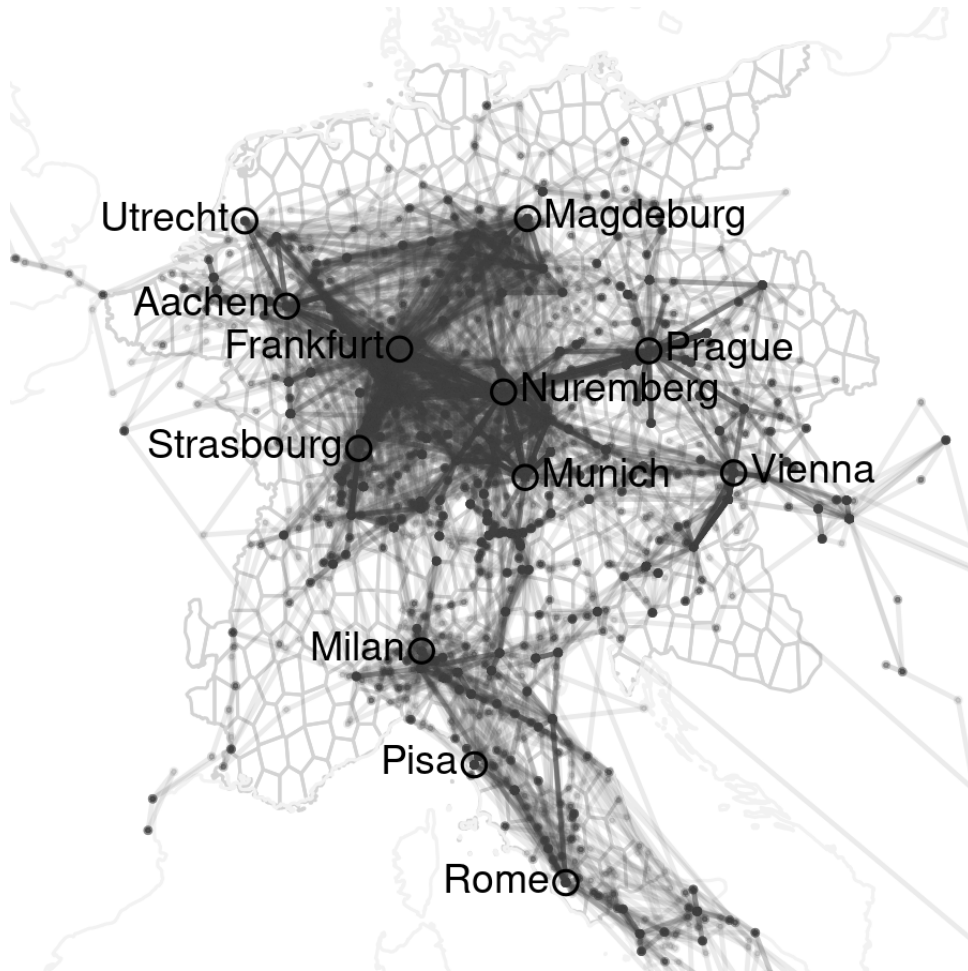 Utrecht
Magdeburg
Aachen
Frankfurt
Prague
Nuremberg
Strasbourg
Munich
Vienna
Milan
Pisa
Rome